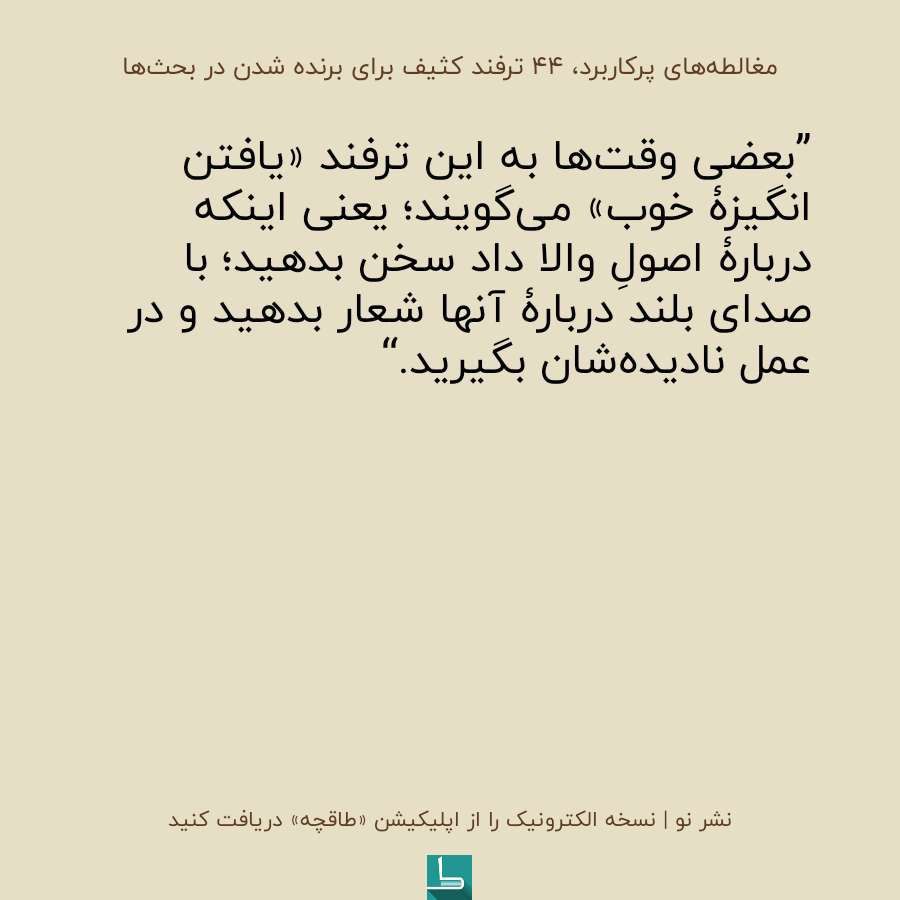 مغالطه‌های پرکاربرد، ۴۴ ترفند کثیف برای برنده شدن در بحث‌ها
”بعضی وقت‌ها به این ترفند «یافتن
انگیزهٔ خوب» می‌گویند؛ یعنی اینکه
دربارهٔ اصولِ والا داد سخن بدهید؛ با
صدای بلند دربارهٔ آنها شعار بدهید و در
عمل نادیده‌شان بگیرید.“
نشر نو | نسخه الکترونیک را از اپلیکیشن «طاقچه» دریافت کنید